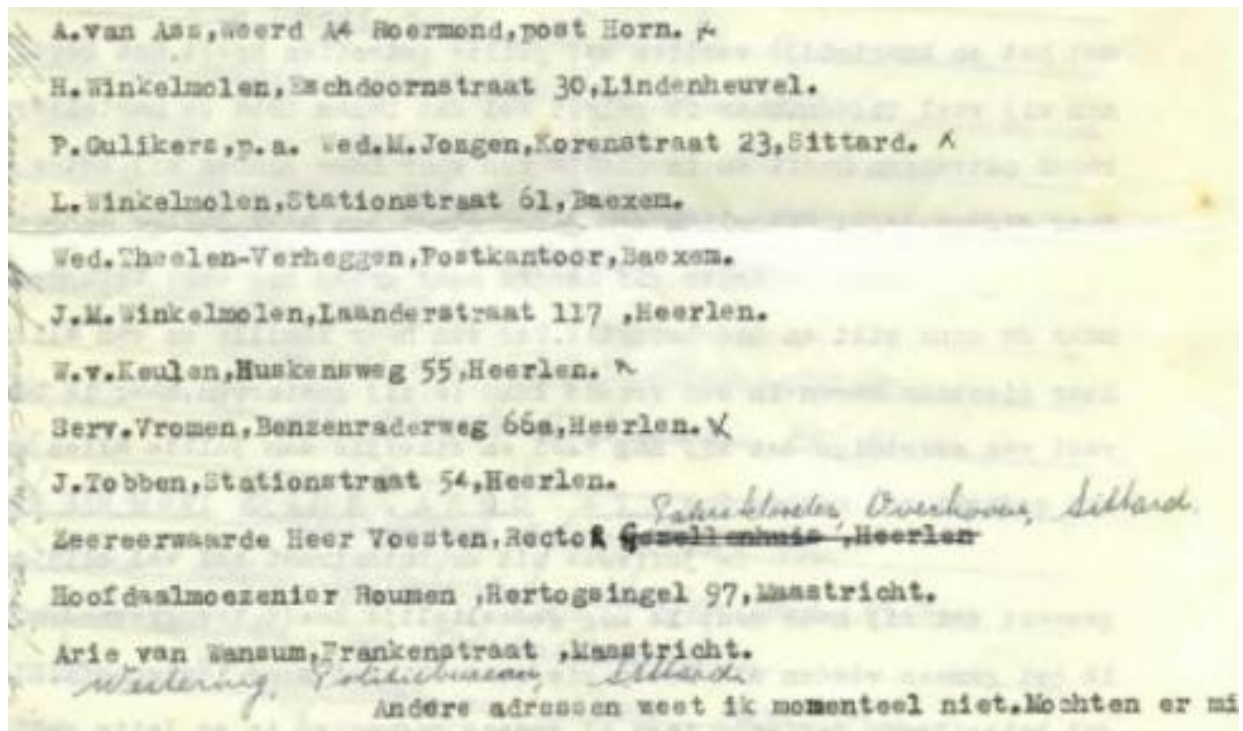 A.van Ass,Weerd A4 Roermond,post Horn.
H.Winkelmolen,Eschdoornstraat 30,Lindenheuvel.
P.Gulikers,p.a. Wed.M.Jongen,Korenstraat 23,Sittard.
L.Winkelmolen,Stationstraat 61,Baexem.
Wed.Theelen-Verheggen,Postkantoor,Baexem.
J.M.Winkelmolen,Laanderstraat 117 ,Heerlen.
W.v.Keulen,Huskensweg 55,Heerlen.
Serv.Vromen,Benzenraderweg 66a,Heerlen.
J.Tobben,Stationstraat 54,Heerlen.
Overhoven, Sittard.
Zeereerwaarde Heer Voesten,Rector Gezellenhuis ,Heerlen
Hoofdaalmoezenier Roumen ,Hertogsingel 97,Maastricht.
Arie van Wansum,Frankenstraat ,Maastricht.
Westering, Politiebureau, Sittard.
Andere adressen weet ik momenteel niet.Mochten er mi